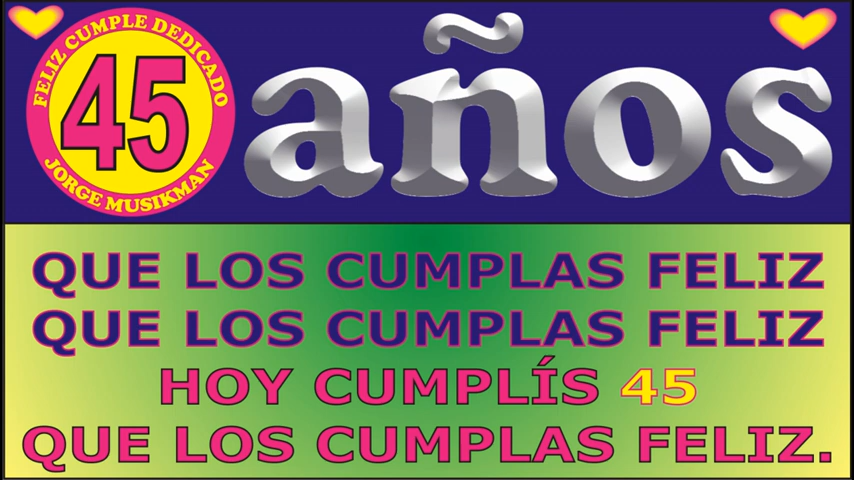 FELIZ CUMPLE DEDICADO
45
JORGE MUSIKMAN
años
QUE LOS CUMPLAS FELIZ
QUE LOS CUMPLAS FELIZ
HOY CUMPLÍS 45
QUE LOS CUMPLAS FELIZ.